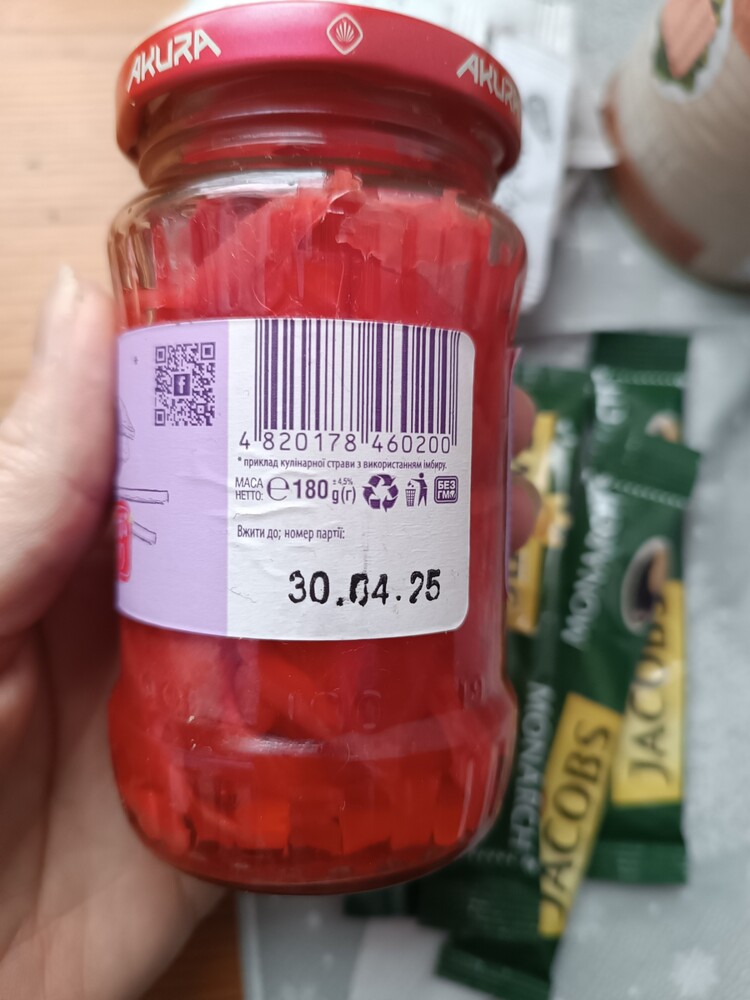 AKURA
AKURA
4 820178 460200
* приклад кулінарної страви з використанням імбиру.
МАСА
НЕТТО: ℮ 180 g(г) ± 4,5%
БЕЗ
ГМО
Вжити до; номер партії:
30.04.25
MONARCH
JACOBS
MONARCH
JACOBS